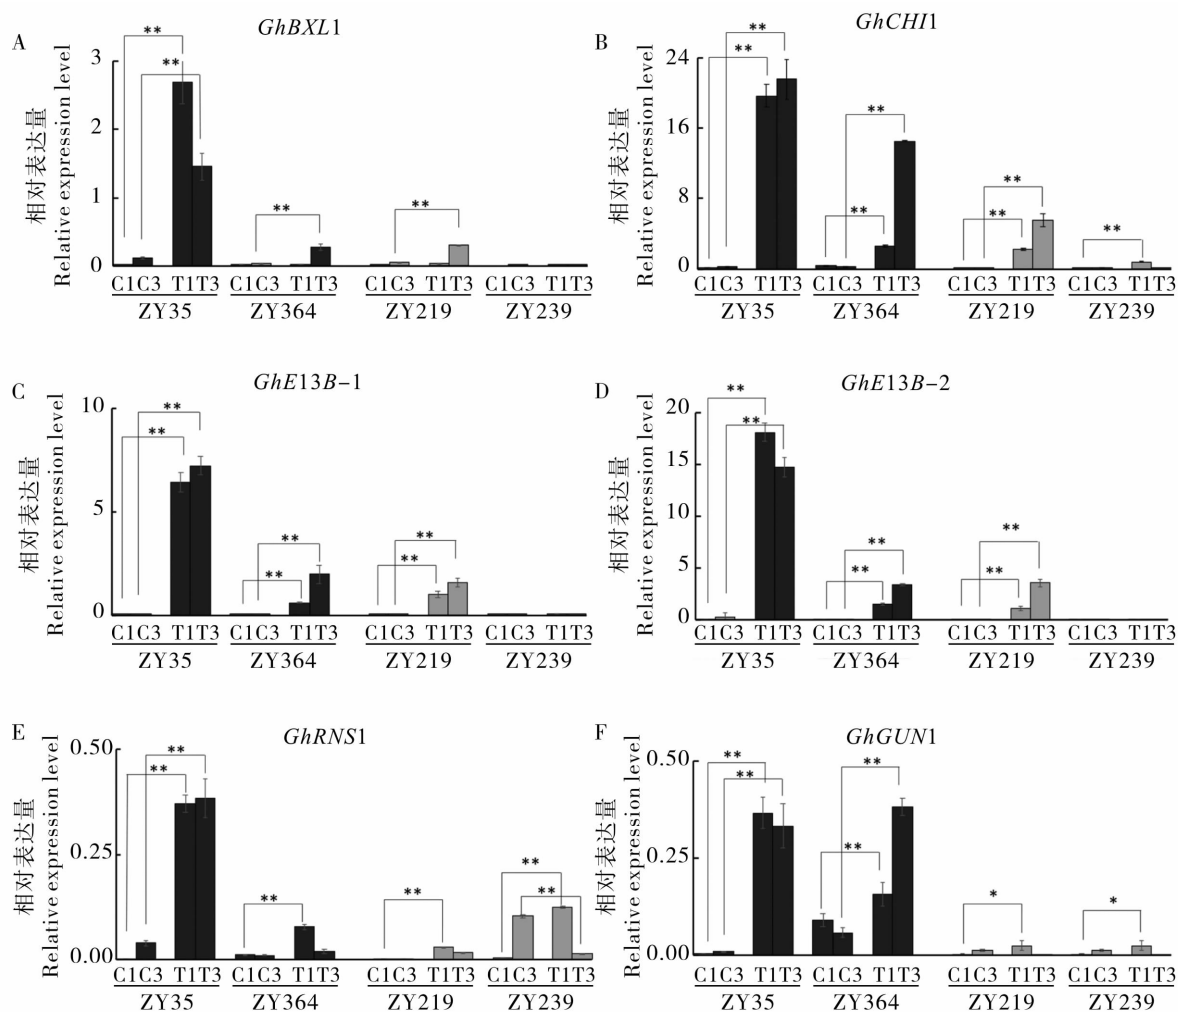 A
GhBXL1
相对表达量
Relative expression level
3
2
1
0
**
**
**
**
C1C3 T1T3 C1C3 T1T3 C1C3 T1T3 C1C3 T1T3
ZY35 ZY364 ZY219 ZY239
B
GhCHI1
相对表达量
Relative expression level
24
16
8
0
**
**
**
**
**
**
**
C1C3 T1T3 C1C3 T1T3 C1C3 T1T3 C1C3 T1T3
ZY35 ZY364 ZY219 ZY239
C
GhE13B-1
相对表达量
Relative expression level
10
5
0
**
**
**
**
**
**
C1C3 T1T3 C1C3 T1T3 C1C3 T1T3 C1C3 T1T3
ZY35 ZY364 ZY219 ZY239
D
GhE13B-2
相对表达量
Relative expression level
20
15
10
5
0
**
**
**
**
**
**
C1C3 T1T3 C1C3 T1T3 C1C3 T1T3 C1C3 T1T3
ZY35 ZY364 ZY219 ZY239
E
GhRNS1
相对表达量
Relative expression level
0.50
0.25
0.00
**
**
**
**
**
**
C1C3 T1T3 C1C3 T1T3 C1C3 T1T3 C1C3 T1T3
ZY35 ZY364 ZY219 ZY239
F
GhGUN1
相对表达量
Relative expression level
0.50
0.25
0.00
**
**
**
**
*
*
C1C3 T1T3 C1C3 T1T3 C1C3 T1T3 C1C3 T1T3
ZY35 ZY364 ZY219 ZY239